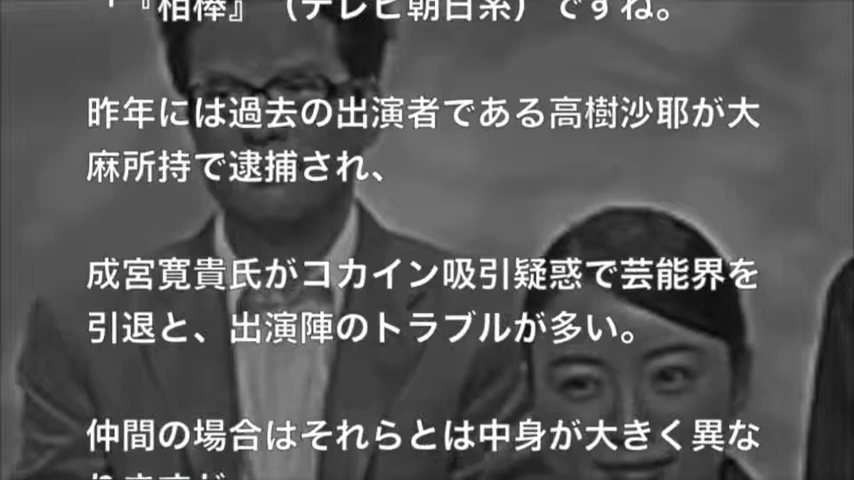 「『相棒』（テレビ朝日系）ですね。
昨年には過去の出演者である高樹沙耶が大
麻所持で逮捕され、
成宮寛貴氏がコカイン吸引疑惑で芸能界を
引退と、出演陣のトラブルが多い。
仲間の場合はそれらとは中身が大きく異な
りますが